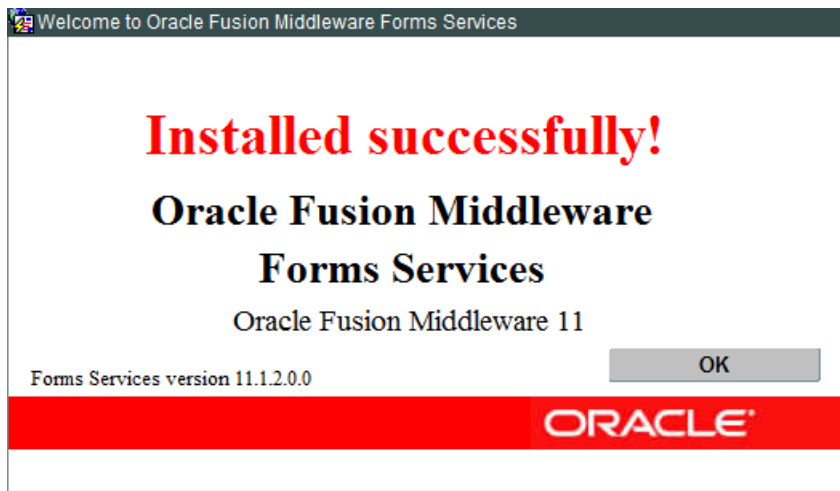 Welcome to Oracle Fusion Middleware Forms Services
Installed successfully!
Oracle Fusion Middleware
Forms Services
Oracle Fusion Middleware 11
OK
Forms Services version 11.1.2.0.0
ORACLE